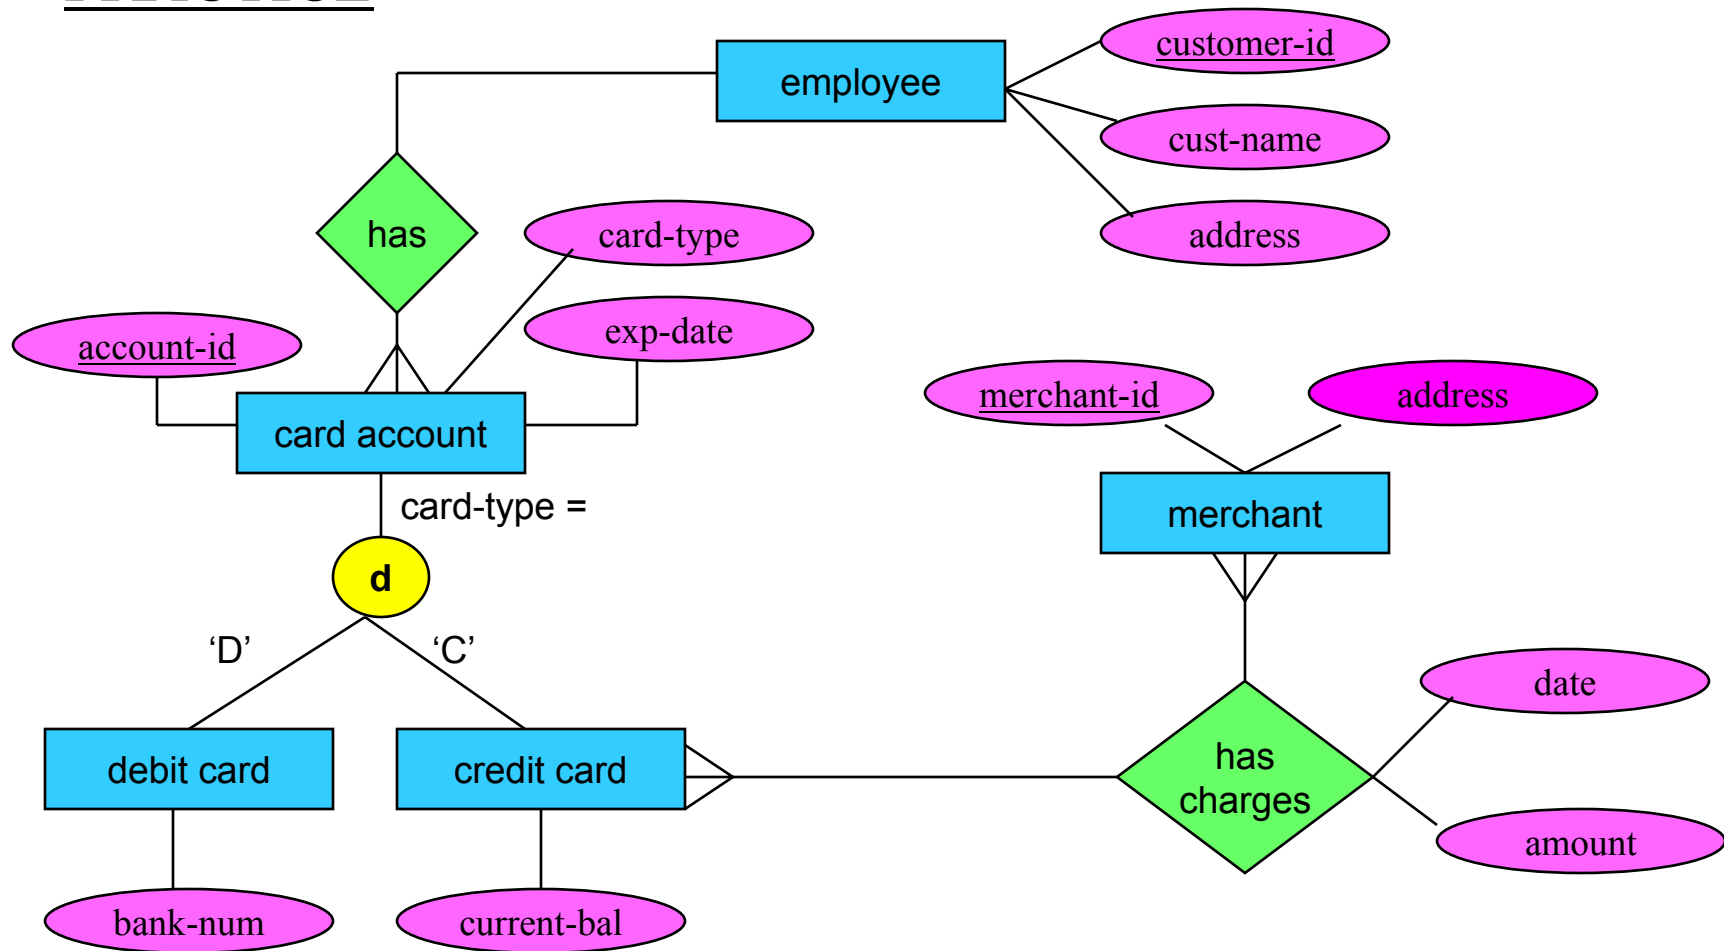 employee
customer-id
cust-name
address
has
card-type
exp-date
account-id
card account
merchant-id
address
merchant
card-type =
d
‘D’
‘C’
debit card
credit card
has
charges
date
amount
bank-num
current-bal